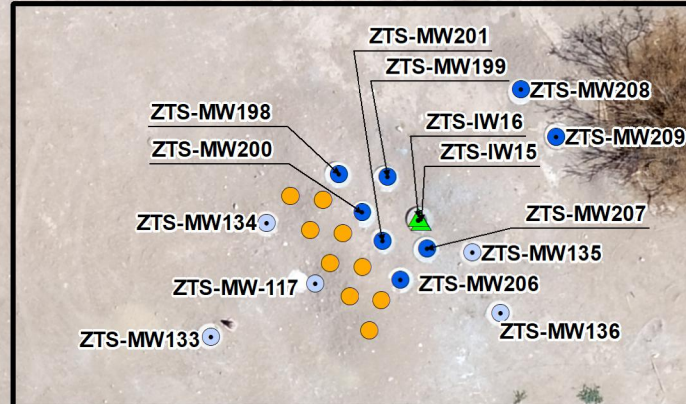 ZTS-MW201
ZTS-MW199
ZTS-MW208
ZTS-MW198
ZTS-IW16
ZTS-MW209
ZTS-MW200
ZTS-IW15
ZTS-MW207
ZTS-MW134
ZTS-MW135
ZTS-MW-117
ZTS-MW206
ZTS-MW133
ZTS-MW136